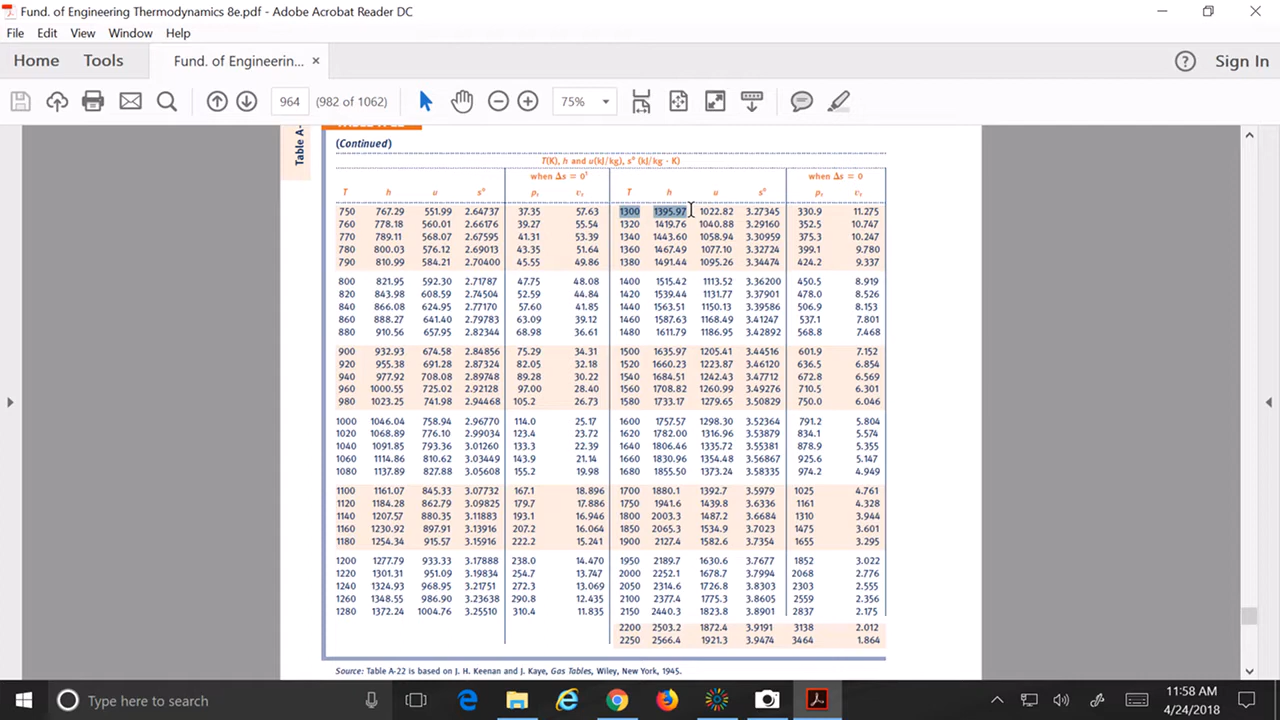 Fund. of Engineering Thermodynamics 8e.pdf - Adobe Acrobat Reader DC
File Edit View Window Help
Home Tools Fund. of Engineerin... × ? Sign In
964 (982 of 1062) 75%
Table A-
(Continued)
T(K), h and u(kJ/kg), s° (kJ/kg · K)
when Δs = 0¹ when Δs = 0
T h u s° pᵣ vᵣ T h u s° pᵣ vᵣ
750 767.29 551.99 2.64737 37.35 57.63 1300 1395.97 1022.82 3.27345 330.9 11.275
760 778.18 560.01 2.66176 39.27 55.54 1320 1419.76 1040.88 3.29160 352.5 10.747
770 789.11 568.07 2.67595 41.31 53.39 1340 1443.60 1058.94 3.30959 375.3 10.247
780 800.03 576.12 2.69013 43.35 51.64 1360 1467.49 1077.10 3.32724 399.1 9.780
790 810.99 584.21 2.70400 45.55 49.86 1380 1491.44 1095.26 3.34474 424.2 9.337
800 821.95 592.30 2.71787 47.75 48.08 1400 1515.42 1113.52 3.36200 450.5 8.919
820 843.98 608.59 2.74504 52.59 44.84 1420 1539.44 1131.77 3.37901 478.0 8.526
840 866.08 624.95 2.77170 57.60 41.85 1440 1563.51 1150.13 3.39586 506.9 8.153
860 888.27 641.40 2.79783 63.09 39.12 1460 1587.63 1168.49 3.41247 537.1 7.801
880 910.56 657.95 2.82344 68.98 36.61 1480 1611.79 1186.95 3.42892 568.8 7.468
900 932.93 674.58 2.84856 75.29 34.31 1500 1635.97 1205.41 3.44516 601.9 7.152
920 955.38 691.28 2.87324 82.05 32.18 1520 1660.23 1223.87 3.46120 636.5 6.854
940 977.92 708.08 2.89748 89.28 30.22 1540 1684.51 1242.43 3.47712 672.8 6.569
960 1000.55 725.02 2.92128 97.00 28.40 1560 1708.82 1260.99 3.49276 710.5 6.301
980 1023.25 741.98 2.94468 105.2 26.73 1580 1733.17 1279.65 3.50829 750.0 6.046
1000 1046.04 758.94 2.96770 114.0 25.17 1600 1757.57 1298.30 3.52364 791.2 5.804
1020 1068.89 776.10 2.99034 123.4 23.72 1620 1782.00 1316.96 3.53879 834.1 5.574
1040 1091.85 793.36 3.01260 133.3 22.39 1640 1806.46 1335.72 3.55381 878.9 5.355
1060 1114.86 810.62 3.03449 143.9 21.14 1660 1830.96 1354.48 3.56867 925.6 5.147
1080 1137.89 827.88 3.05608 155.2 19.98 1680 1855.50 1373.24 3.58335 974.2 4.949
1100 1161.07 845.33 3.07732 167.1 18.896 1700 1880.1 1392.7 3.5979 1025 4.761
1120 1184.28 862.79 3.09825 179.7 17.886 1750 1941.6 1439.8 3.6336 1161 4.328
1140 1207.57 880.35 3.11883 193.1 16.946 1800 2003.3 1487.2 3.6684 1310 3.944
1160 1230.92 897.91 3.13916 207.2 16.064 1850 2065.3 1534.9 3.7023 1475 3.601
1180 1254.34 915.57 3.15916 222.2 15.241 1900 2127.4 1582.6 3.7354 1655 3.295
1200 1277.79 933.33 3.17888 238.0 14.470 1950 2189.7 1630.6 3.7677 1852 3.022
1220 1301.31 951.09 3.19834 254.7 13.747 2000 2252.1 1678.7 3.7994 2068 2.776
1240 1324.93 968.95 3.21751 272.3 13.069 2050 2314.6 1726.8 3.8303 2303 2.555
1260 1348.55 986.90 3.23638 290.8 12.435 2100 2377.4 1775.3 3.8605 2559 2.356
1280 1372.24 1004.76 3.25510 310.4 11.835 2150 2440.3 1823.8 3.8901 2837 2.175
2200 2503.2 1872.4 3.9191 3138 2.012
2250 2566.4 1921.3 3.9474 3464 1.864
Source: Table A-22 is based on J. H. Keenan and J. Kaye, Gas Tables, Wiley, New York, 1945.
Type here to search
11:58 AM
4/24/2018